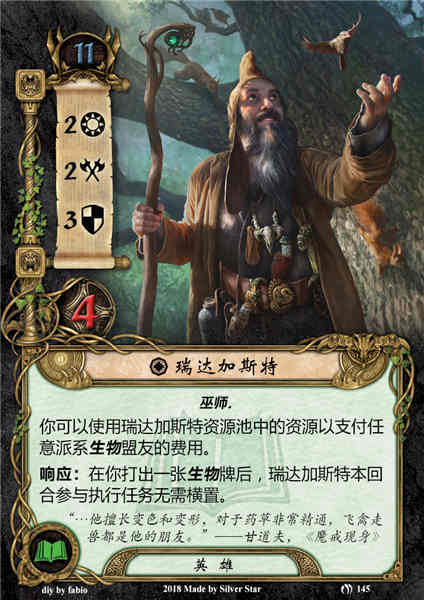 11
2
2
3
4
瑞达加斯特
巫师.
你可以使用瑞达加斯特资源池中的资源以支付任
意派系生物盟友的费用。
响应：在你打出一张生物牌后，瑞达加斯特本回
合参与执行任务无需横置。
“…他擅长变色和变形，对于药草非常精通，飞禽走
兽都是他的朋友。”——甘道夫，《魔戒现身》
英 雄
diy by fabio
2018 Made by Silver Star
145